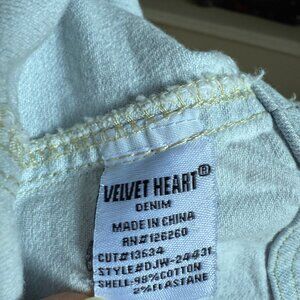 VELVET HEART®
DENIM
MADE IN CHINA
RN#126260
CUT#13634
STYLE#DJW-24431
SHELL:98%COTTON
2%ELASTANE